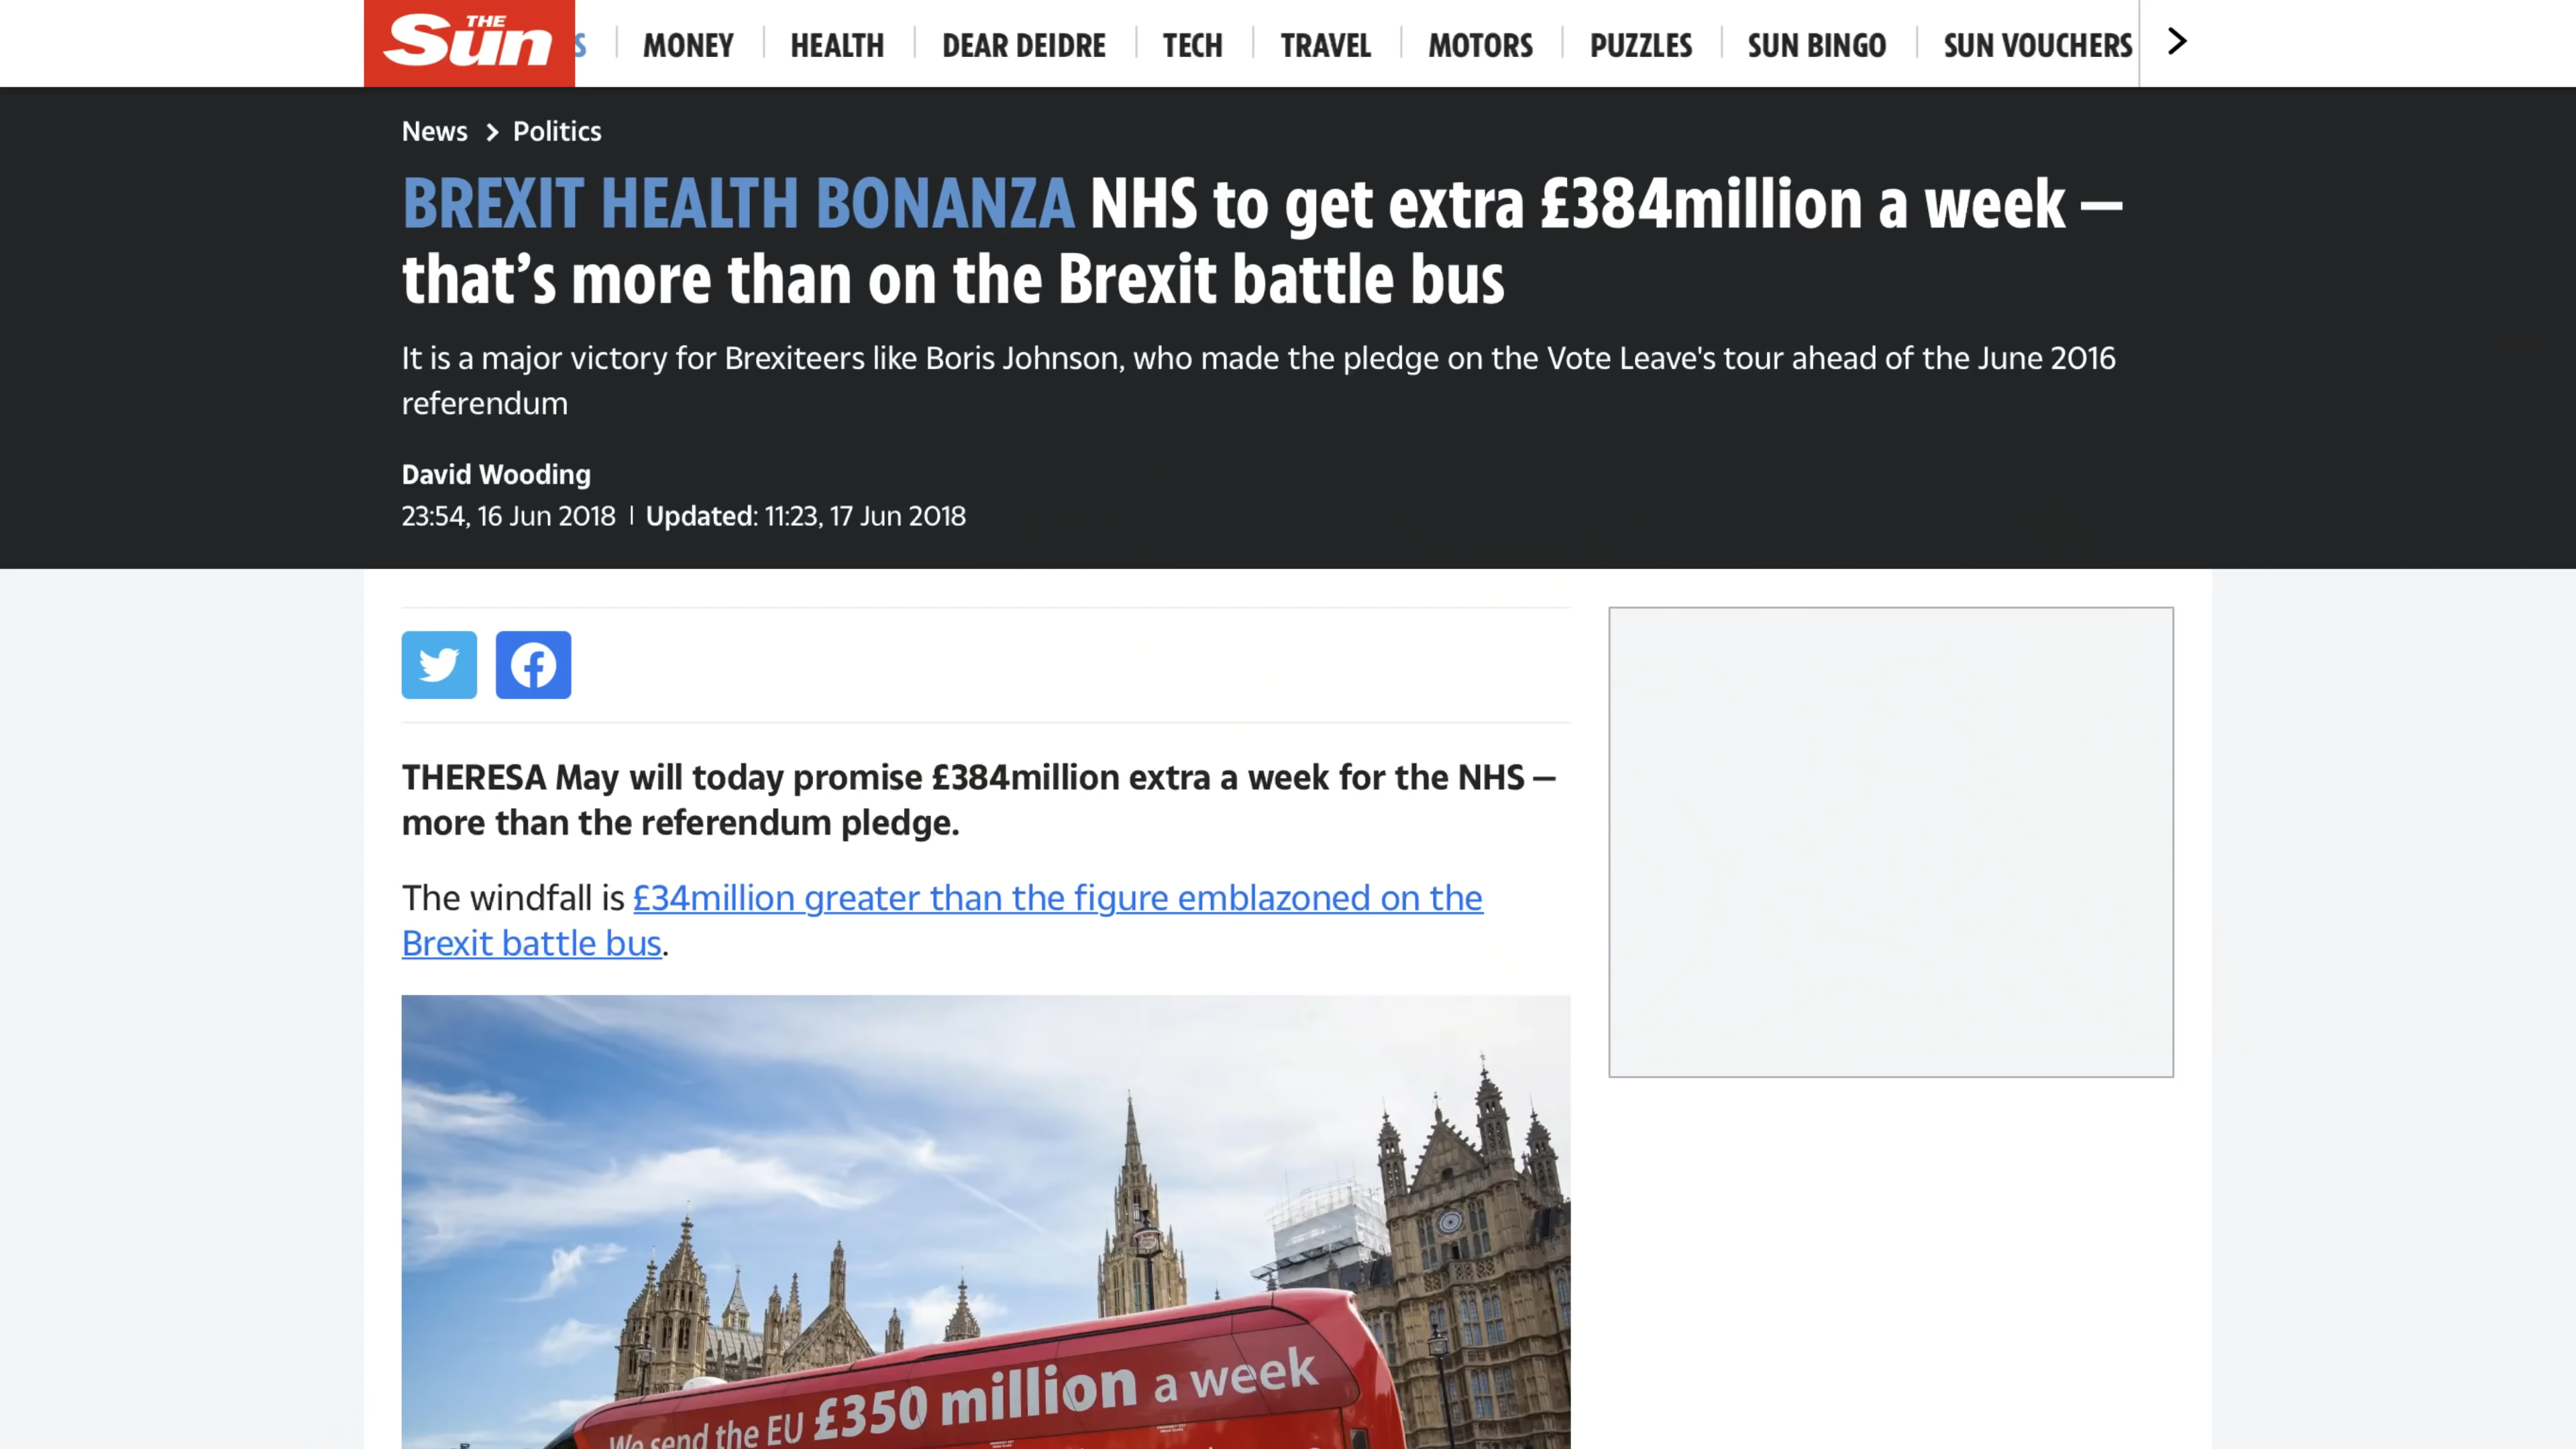 THE
Sun
S
MONEY
HEALTH
DEAR DEIDRE
TECH
TRAVEL
MOTORS
PUZZLES
SUN BINGO
SUN VOUCHERS
News > Politics
BREXIT HEALTH BONANZA NHS to get extra £384million a week –
that’s more than on the Brexit battle bus
It is a major victory for Brexiteers like Boris Johnson, who made the pledge on the Vote Leave's tour ahead of the June 2016
referendum
David Wooding
23:54, 16 Jun 2018 | Updated: 11:23, 17 Jun 2018
THERESA May will today promise £384million extra a week for the NHS –
more than the referendum pledge.
The windfall is £34million greater than the figure emblazoned on the
Brexit battle bus.
We send the EU £350 million a week